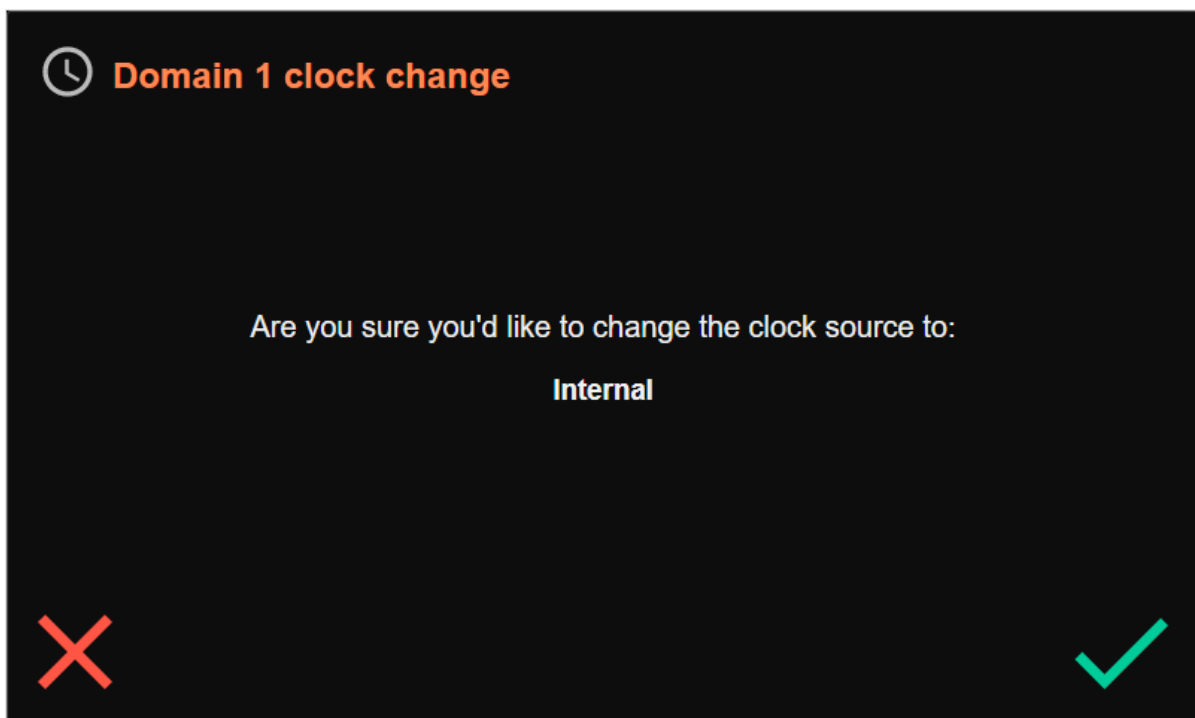 Domain 1 clock change
Are you sure you'd like to change the clock source to:
Internal